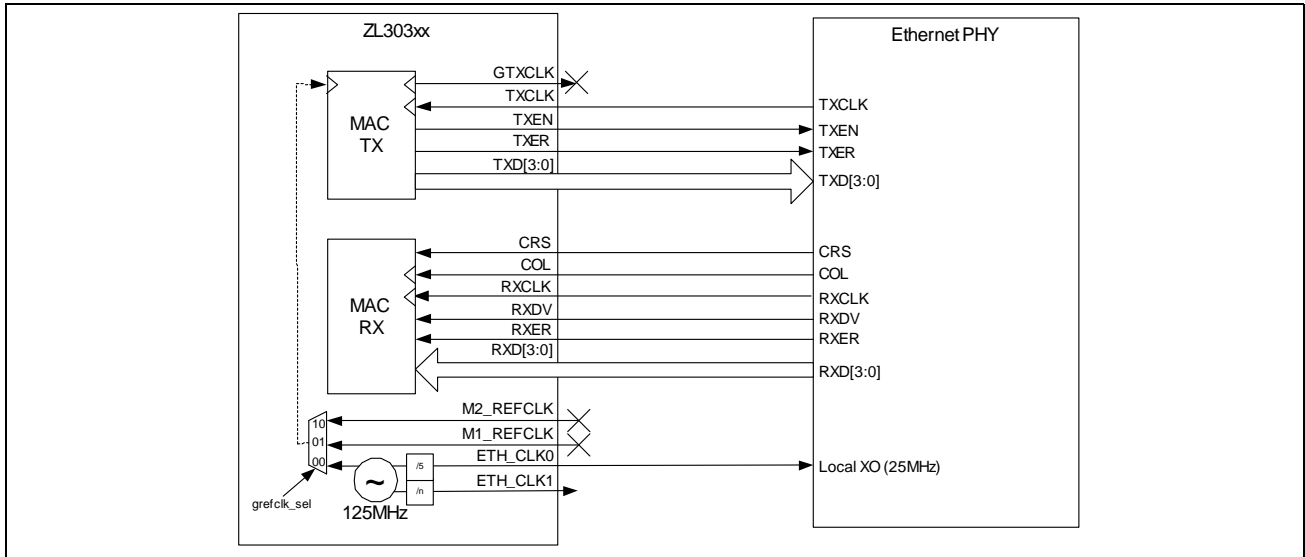 ZL303xx
Ethernet PHY
GTXCLK
TXCLK
TXCLK
MAC
TX
TXEN
TXEN
TXER
TXER
TXD[3:0]
TXD[3:0]
CRS
CRS
COL
COL
RXCLK
RXCLK
MAC
RX
RXDV
RXDV
RXER
RXER
RXD[3:0]
RXD[3:0]
M2_REFCLK
10
M1_REFCLK
01
ETH_CLK0
00
/5
Local XO (25MHz)
ETH_CLK1
~
/n
grefclk_sel
125MHz